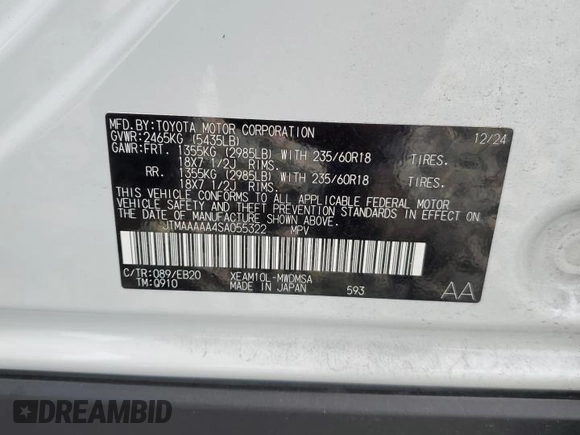 MFD.BY:TOYOTA MOTOR CORPORATION 12/24
GVWR:2465KG (5435LB)
GAWR:FRT. 1355KG (2985LB) WITH 235/60R18 TIRES.
18X7 1/2J RIMS.
RR. 1355KG (2985LB) WITH 235/60R18 TIRES.
18X7 1/2J RIMS.
THIS VEHICLE CONFORMS TO ALL APPLICABLE FEDERAL MOTOR
VEHICLE SAFETY AND THEFT PREVENTION STANDARDS IN
EFFECT ON THE DATE OF MANUFACTURE SHOWN ABOVE.
JTMAAAAA4SA055322 MPV
C/TR:089/EB20 XEAM10L-MWDMSA
TM:Q910 MADE IN JAPAN 593 AA
DREAMBID